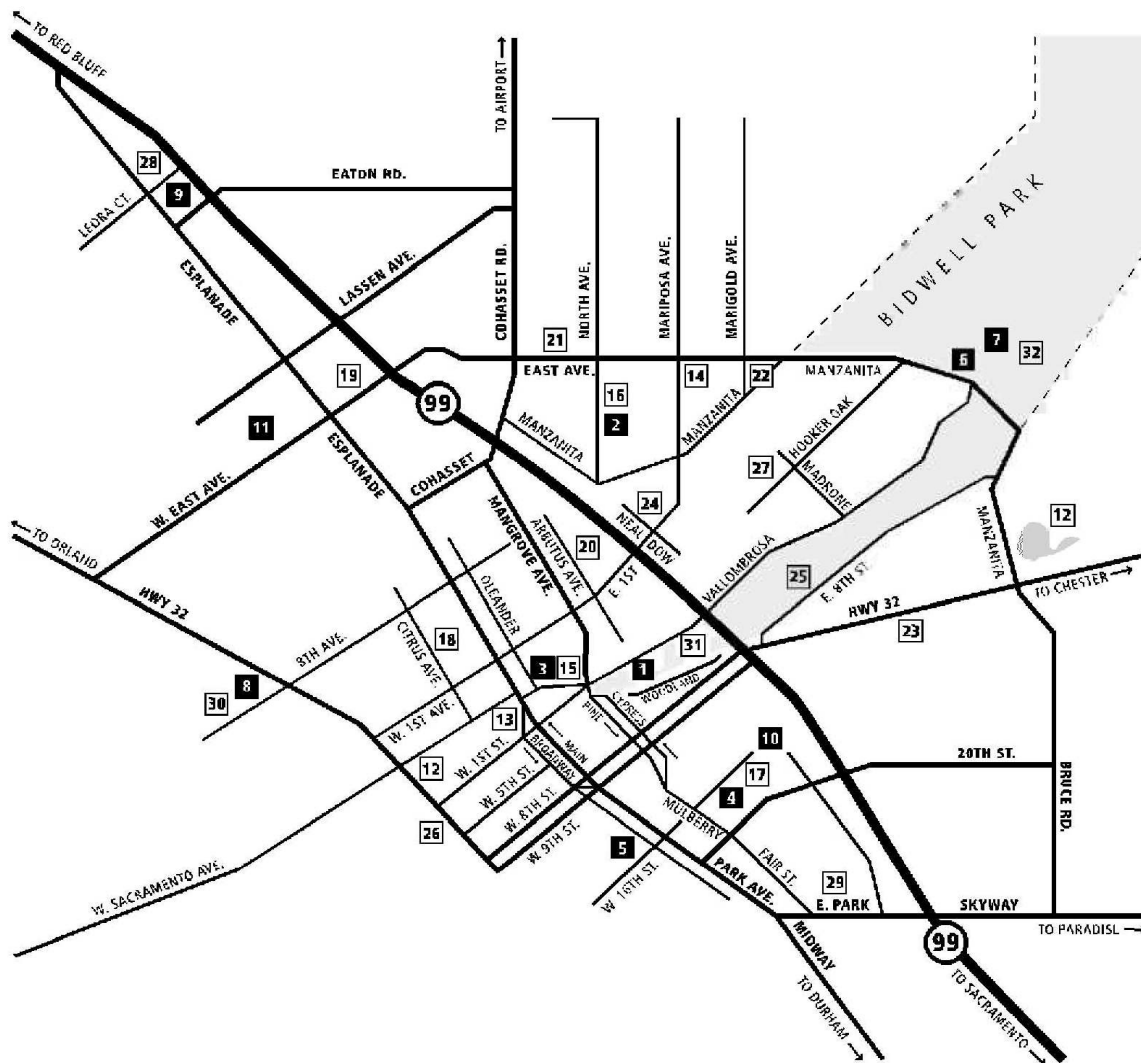 ← TO RED BLUFF
TO AIRPORT →
28
EATON RD.
9
LEORA CT.
ESPLANADE
LASSEN AVE.
COHASSET RD.
NORTH AVE.
MARIPOSA AVE.
MARIGOLD AVE.
BIDWELL PARK
21
EAST AVE.
7
6
32
19
14
22
MANZANITA
16
99
2
MANZANITA
MANZANITA
HOOKER OAK
11
ESPLANADE
COHASSET
27
MADRONE
W. EAST AVE.
MANGROVE AVE.
24
NEAL DOW
← TO ORLAND
ARBUTUS AVE.
20
12
MANZANITA
HWY 32
OLEANDER
E. 1ST
VALLOMBROSA
25
E. 8TH ST.
TO CHESTER →
HWY 32
23
8TH AVE.
CITRUS AVE.
18
31
3
15
1
WOODLAND
8
30
CYPRESS
PINE
W. 1ST AVE.
13
← MAIN
BROADWAY
10
W. 1ST ST.
12
W. 5TH ST.
17
20TH ST.
BRUCE RD.
W. 8TH ST.
4
MULBERRY
26
W. 9TH ST.
5
PARK AVE.
FAIR ST.
W. 16TH ST.
29
W. SACRAMENTO AVE.
E. PARK
SKYWAY
TO PARADISE →
MIDWAY
99
TO DURHAM →
TO SACRAMENTO →